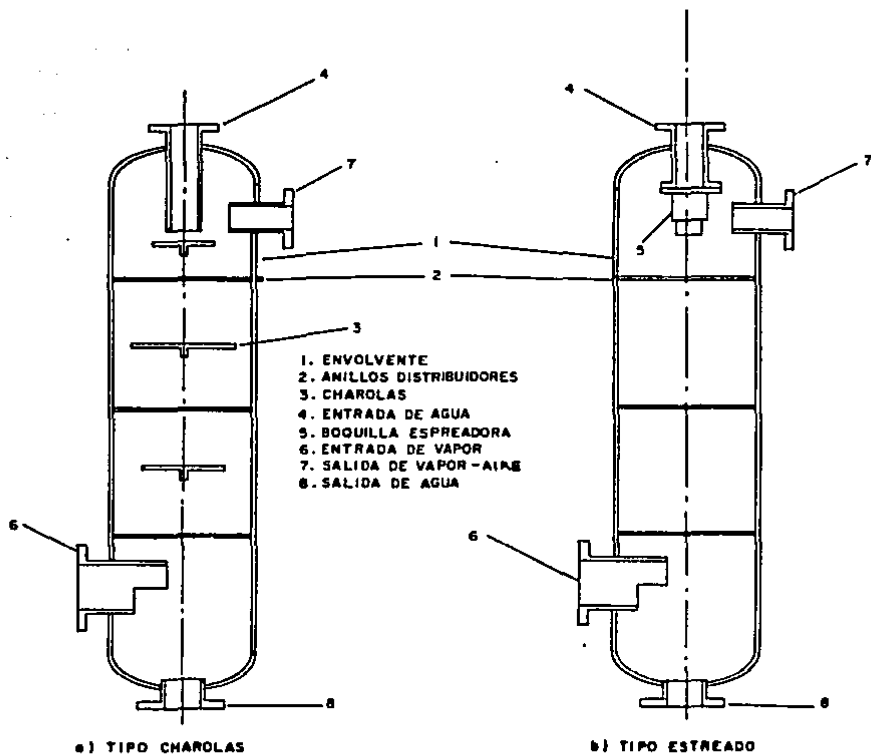 4
4
7
7
5
1
2
3
1. ENVOLVENTE
2. ANILLOS DISTRIBUIDORES
3. CHAROLAS
4. ENTRADA DE AGUA
5. BOQUILLA ESPREADORA
6. ENTRADA DE VAPOR
7. SALIDA DE VAPOR-AIRE
8. SALIDA DE AGUA
6
6
8
8
a) TIPO CHAROLAS
b) TIPO ESTREADO